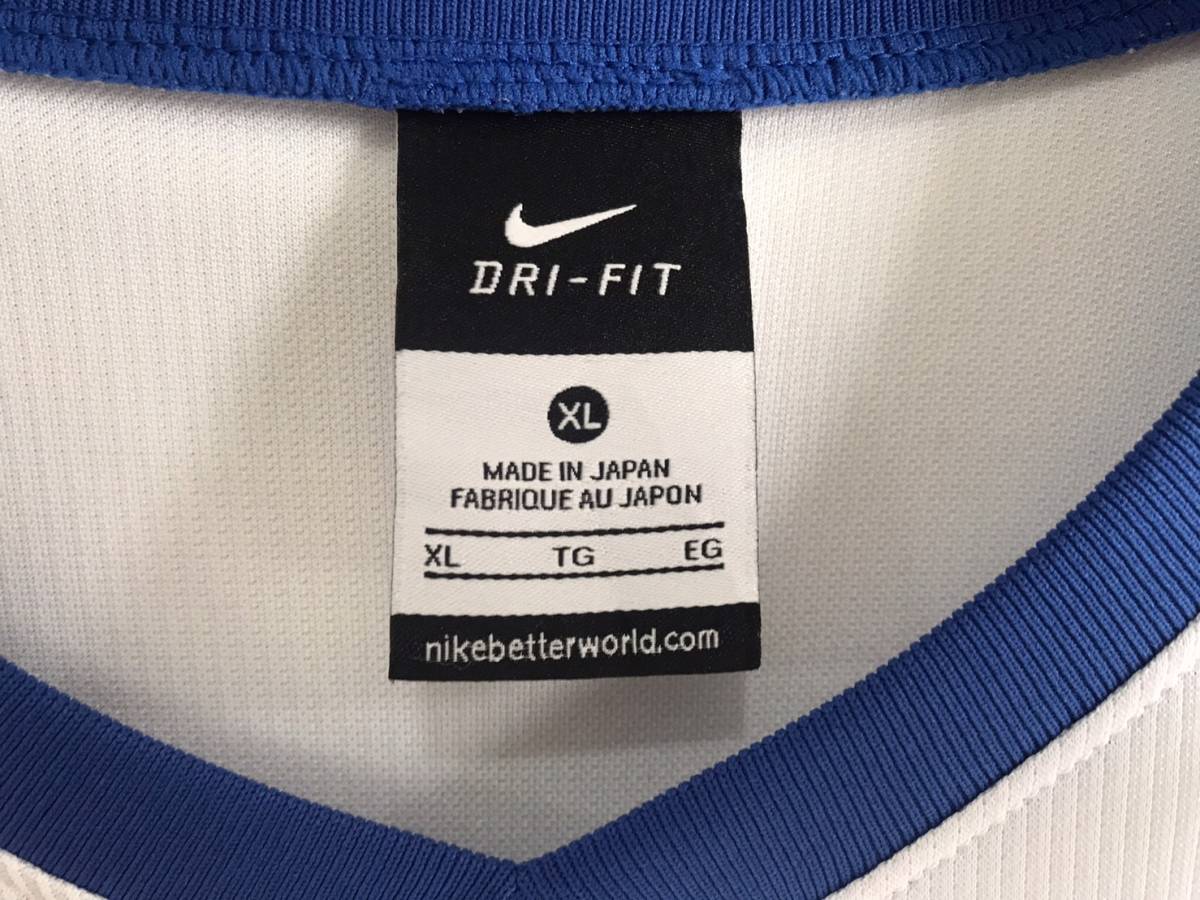 DRI-FIT
XL
MADE IN JAPAN
FABRIQUE AU JAPON
XL TG EG
nikebetterworld.com